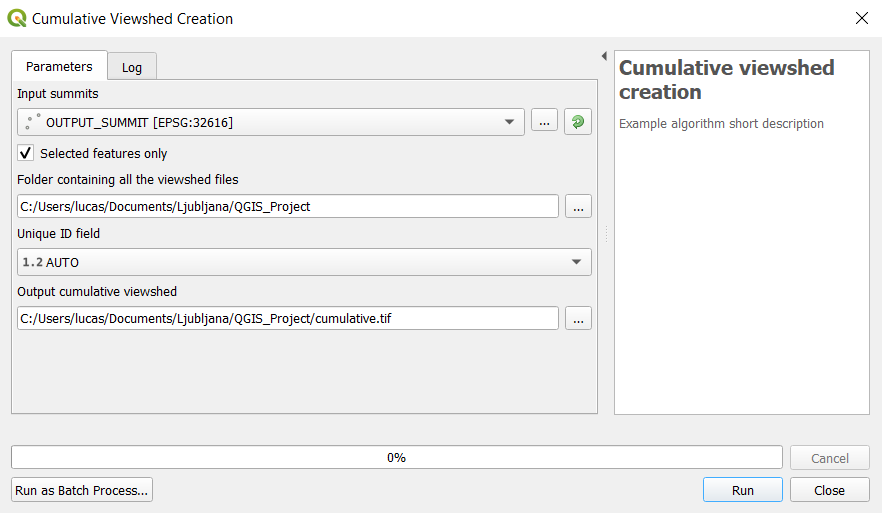 Cumulative Viewshed Creation
Parameters
Log
Input summits
OUTPUT_SUMMIT [EPSG:32616]
...
Selected features only
Folder containing all the viewshed files
C:/Users/lucas/Documents/Ljubljana/QGIS_Project
...
Unique ID field
1.2 AUTO
Output cumulative viewshed
C:/Users/lucas/Documents/Ljubljana/QGIS_Project/cumulative.tif
...
Cumulative viewshed
creation
Example algorithm short description
0%
Cancel
Run as Batch Process...
Run
Close